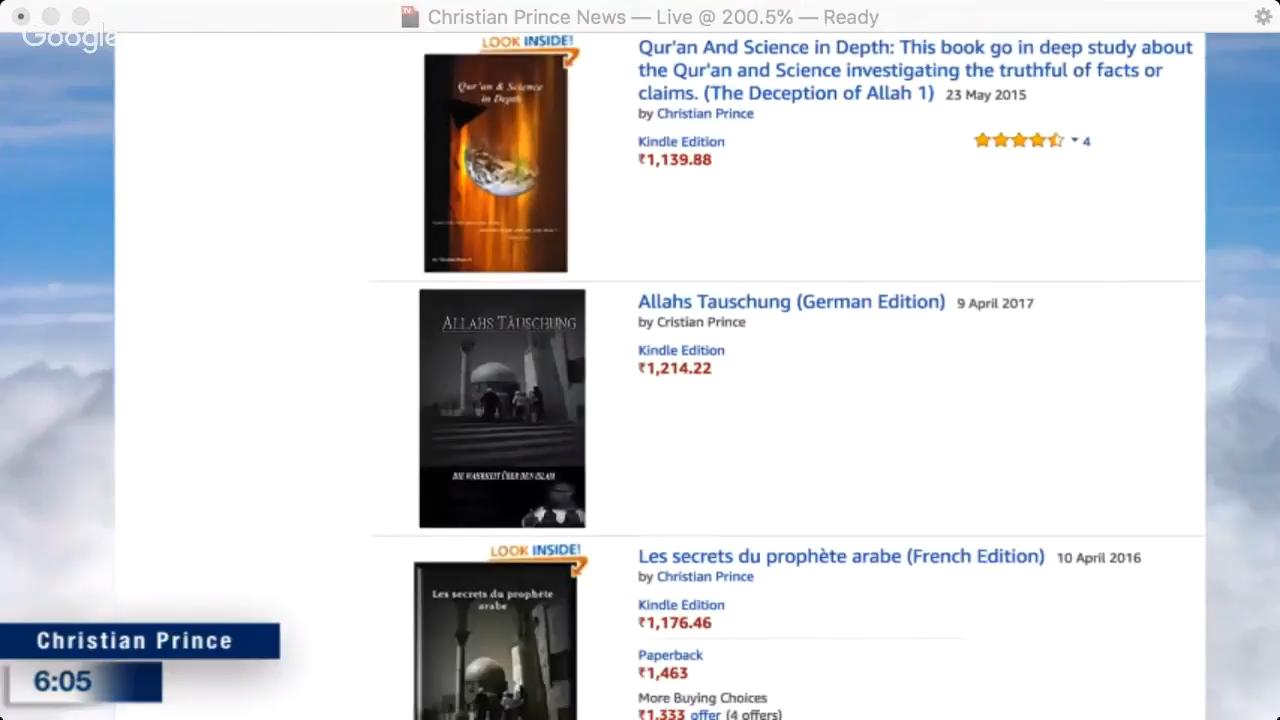 Christian Prince News — Live @ 200.5% — Ready
Google
LOOK INSIDE!
Qur'an & Science
in Depth
Qur'an And Science in Depth: This book go in deep study about
the Qur'an and Science investigating the truthful of facts or
claims. (The Deception of Allah 1) 23 May 2015
by Christian Prince
Kindle Edition
4
₹1,139.88
ALLAHS TÄUSCHUNG
DIE WAHRHEIT ÜBER DEN ISLAM
Allahs Tauschung (German Edition) 9 April 2017
by Cristian Prince
Kindle Edition
₹1,214.22
LOOK INSIDE!
Les secrets du prophète
arabe
Les secrets du prophète arabe (French Edition) 10 April 2016
by Christian Prince
Kindle Edition
₹1,176.46
Paperback
₹1,463
More Buying Choices
₹1,333 offer (4 offers)
Christian Prince
6:05